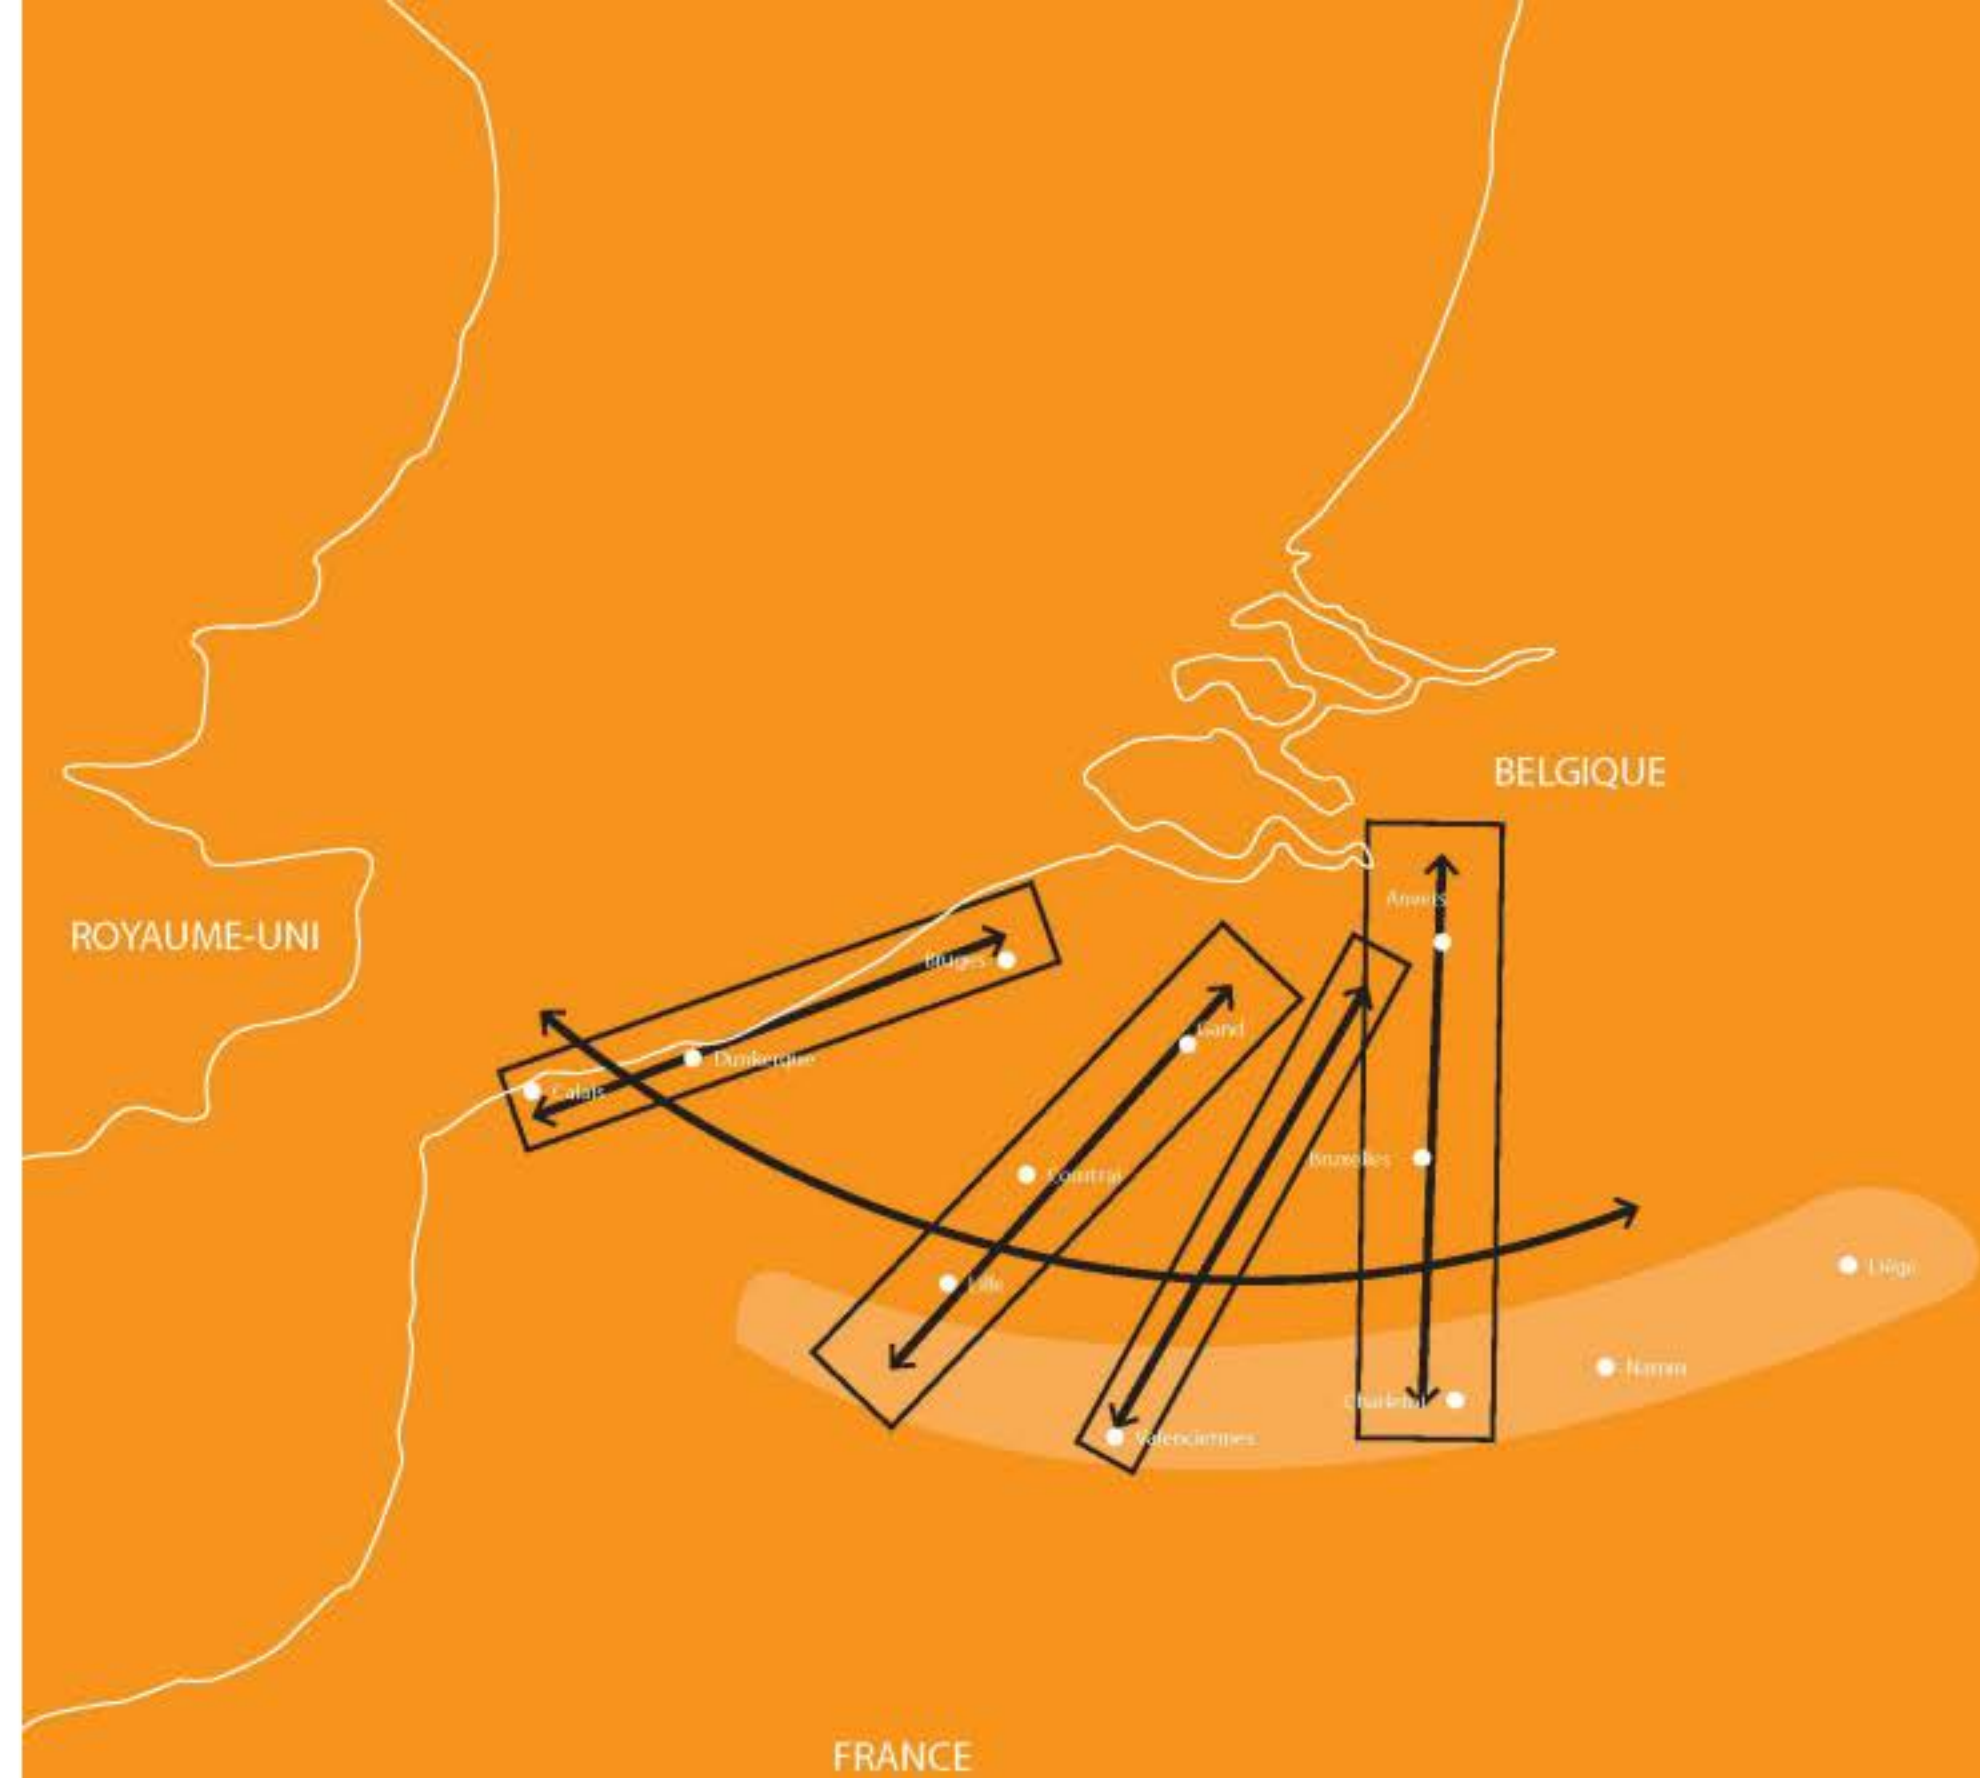 BELGIQUE
Anvers
ROYAUME-UNI
Bruges
Gand
Dunkerque
Calais
Bruxelles
Courtrai
Liège
Lille
Namur
Charleroi
Valenciennes
FRANCE